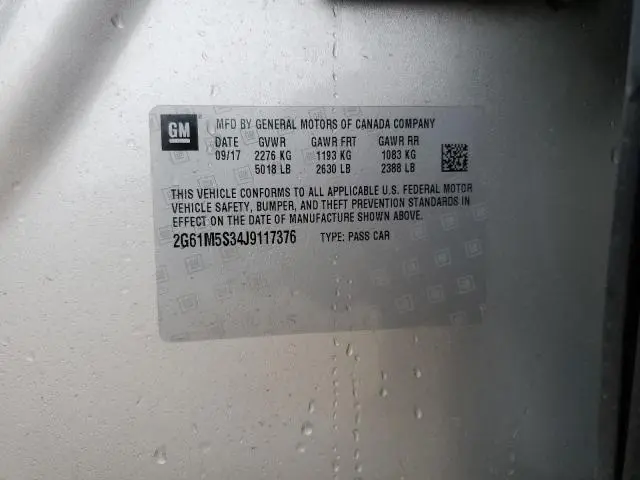 GM
MFD BY GENERAL MOTORS OF CANADA COMPANY
DATE GVWR GAWR FRT GAWR RR
09/17 2276 KG 1193 KG 1083 KG
5018 LB 2630 LB 2388 LB
THIS VEHICLE CONFORMS TO ALL APPLICABLE U.S. FEDERAL MOTOR
VEHICLE SAFETY, BUMPER, AND THEFT PREVENTION STANDARDS IN
EFFECT ON THE DATE OF MANUFACTURE SHOWN ABOVE.
2G61M5S34J9117376 TYPE: PASS CAR